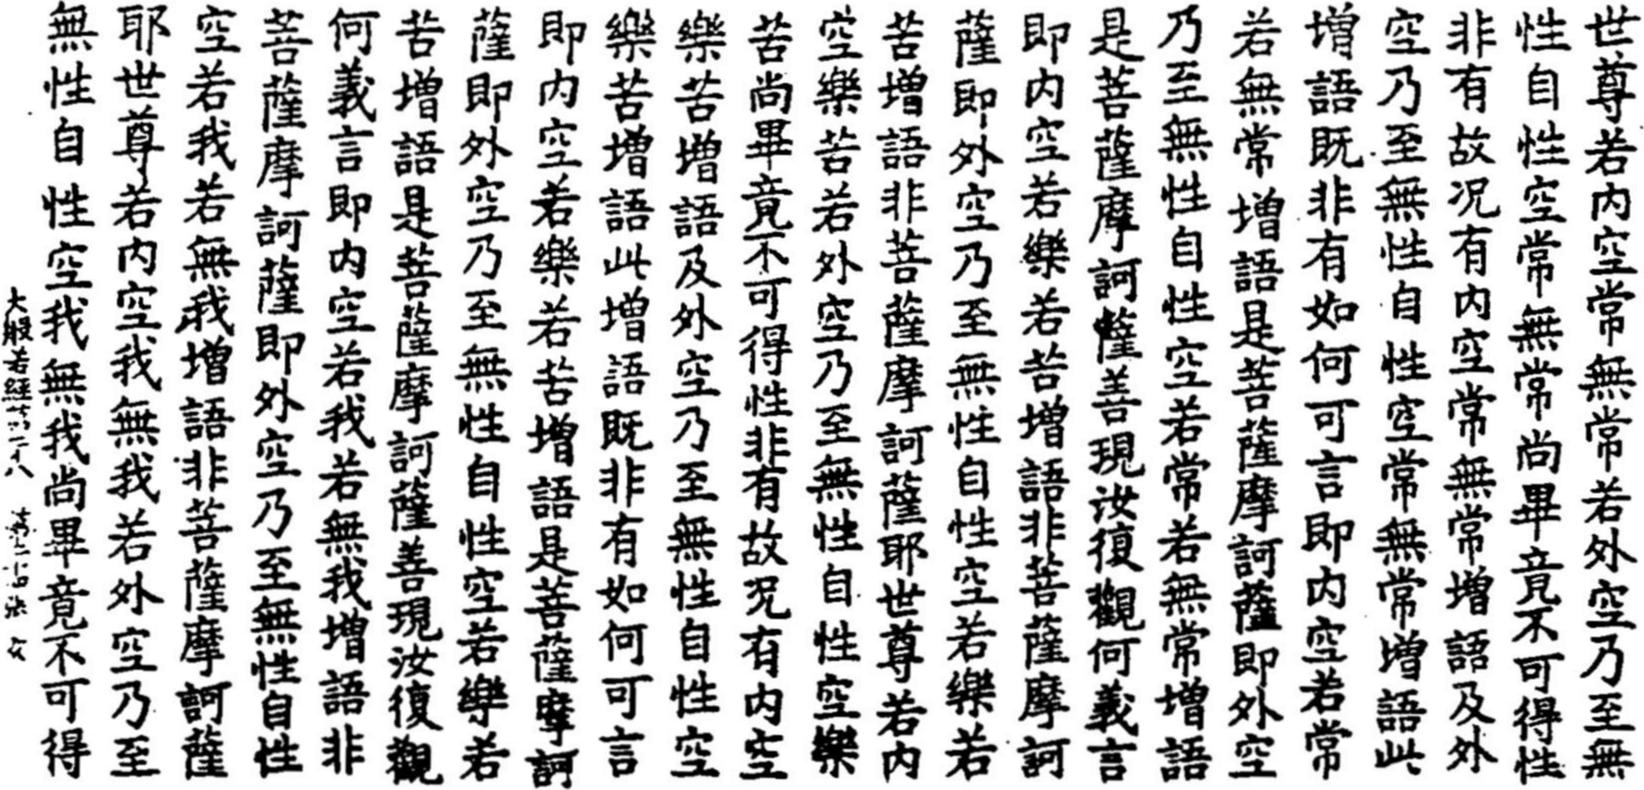 世尊若内空常無常若外空乃至無
性自性空常無常尚畢竟不可得性
非有故况有内空常無常增語及外
空乃至無性自性空常無常增語此
增語既非有如何可言即内空若常
若無常增語是菩薩摩訶薩即外空
乃至無性自性空若常若無常增語
是菩薩摩訶薩善現汝復觀何義言
即内空若樂若苦增語非菩薩摩訶
薩即外空乃至無性自性空若樂若
苦增語非菩薩摩訶薩耶世尊若内
空樂苦若外空乃至無性自性空樂
苦尚畢竟不可得性非有故况有内空
樂苦增語及外空乃至無性自性空
樂苦增語此增語既非有如何可言
即内空若樂若苦增語是菩薩摩訶
薩即外空乃至無性自性空若樂若
苦增語是菩薩摩訶薩善現汝復觀
何義言即内空若我若無我增語非
菩薩摩訶薩即外空乃至無性自性
空若我若無我增語非菩薩摩訶薩
耶世尊若内空我無我若外空乃至
無性自性空我無我尚畢竟不可得
大般若經第二十八